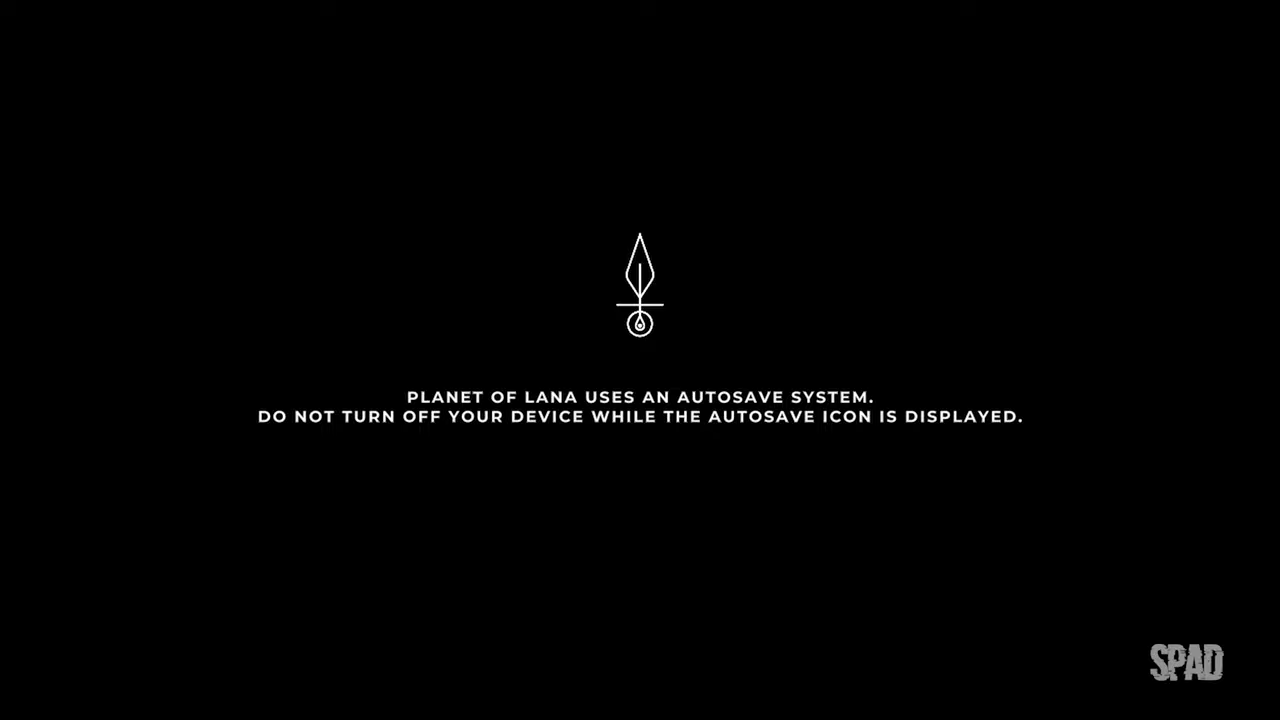 PLANET OF LANA USES AN AUTOSAVE SYSTEM.
DO NOT TURN OFF YOUR DEVICE WHILE THE AUTOSAVE ICON IS DISPLAYED.
SPAD